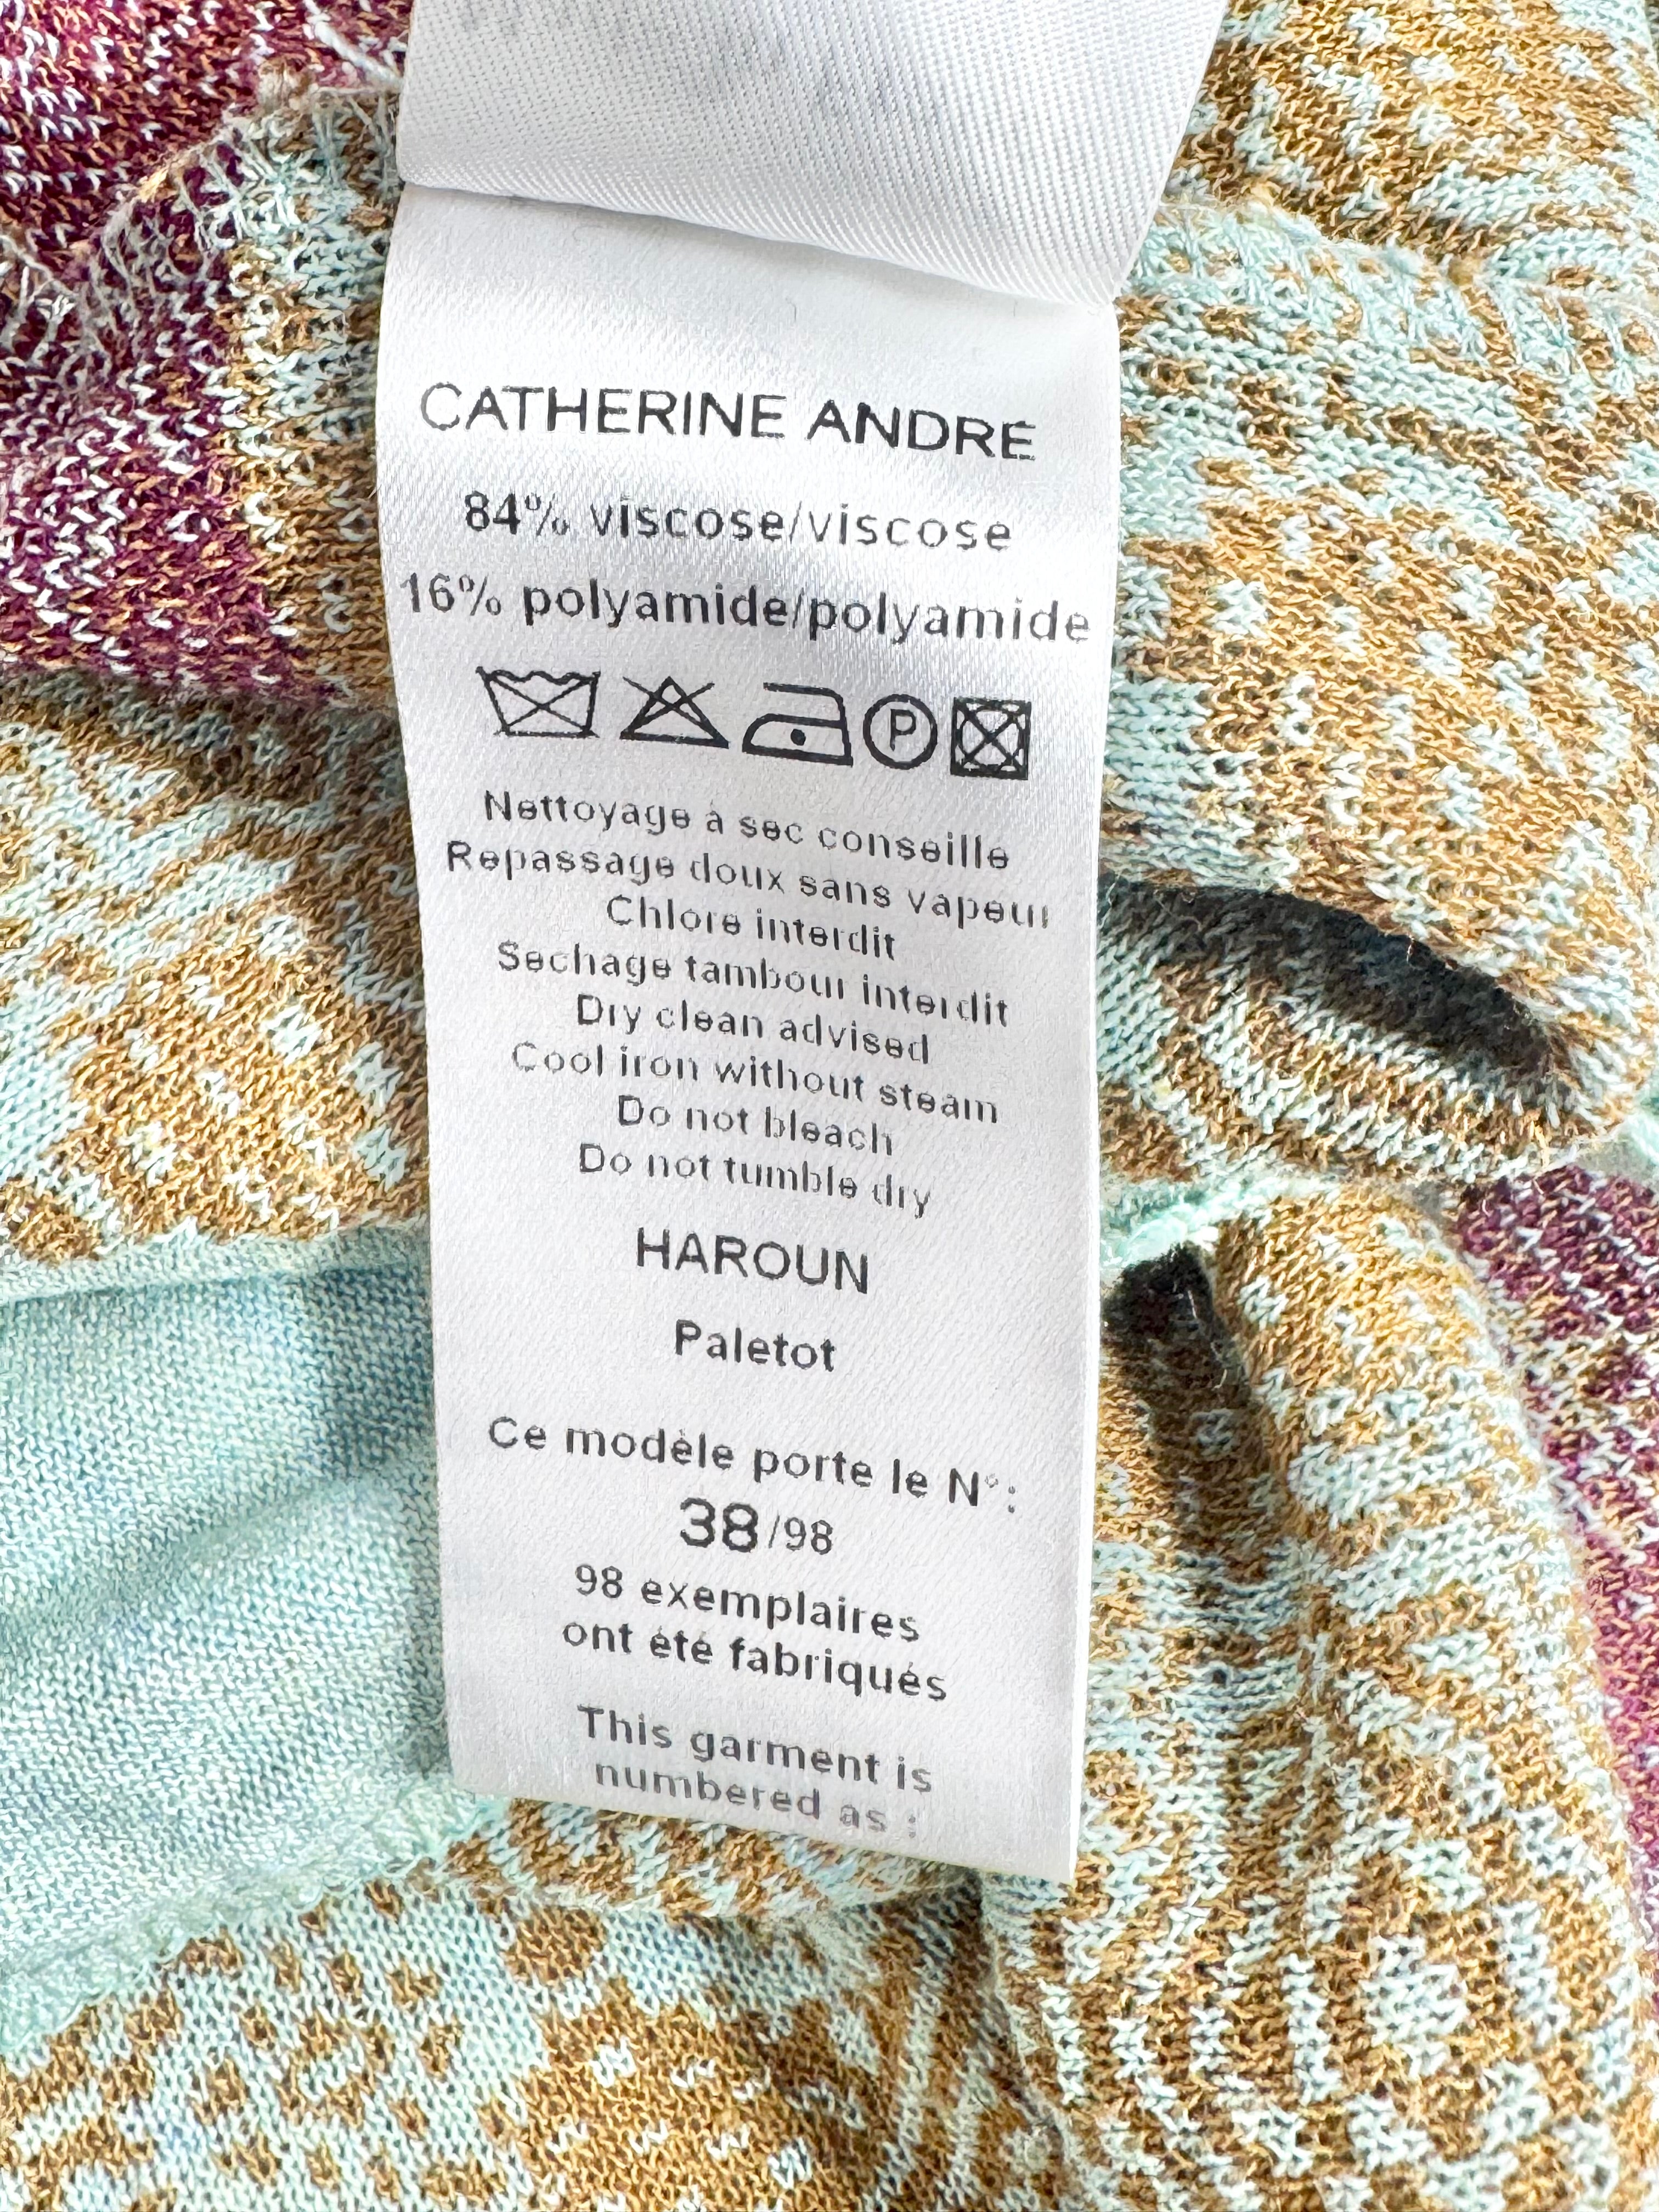 CATHERINE ANDRE
84% viscose/viscose
16% polyamide/polyamide
P
Nettoyage à sec conseille
Repassage doux sans vapeur
Chlore interdit
Sechage tambour interdit
Dry clean advised
Cool iron without steam
Do not bleach
Do not tumble dry
HAROUN
Paletot
Ce modèle porte le N°:
38/98
98 exemplaires
ont été fabriqués
This garment is
numbered as :